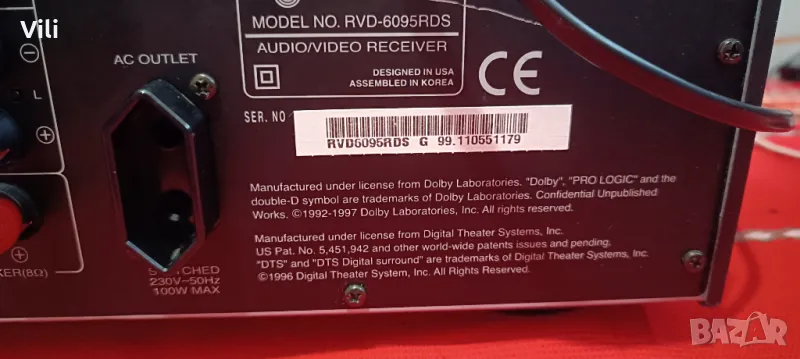 Vili
MODEL NO. RVD-6095RDS
AUDIO/VIDEO RECEIVER
DESIGNED IN USA
ASSEMBLED IN KOREA
CE
AC OUTLET
L
SER. NO
RVD6095RDS G 99.110551179
Manufactured under license from Dolby Laboratories. "Dolby", "PRO LOGIC" and the
double-D symbol are trademarks of Dolby Laboratories. Confidential Unpublished
Works. ©1992-1997 Dolby Laboratories, Inc. All rights reserved.
Manufactured under license from Digital Theater Systems, Inc.
US Pat. No. 5,451,942 and other world-wide patents issues and pending.
"DTS" and "DTS Digital surround" are trademarks of Digital Theater Systems, Inc.
©1996 Digital Theater System, Inc. All Rights Reserved.
KER(8Ω)
SWITCHED
230V~50Hz
100W MAX
BAZAR